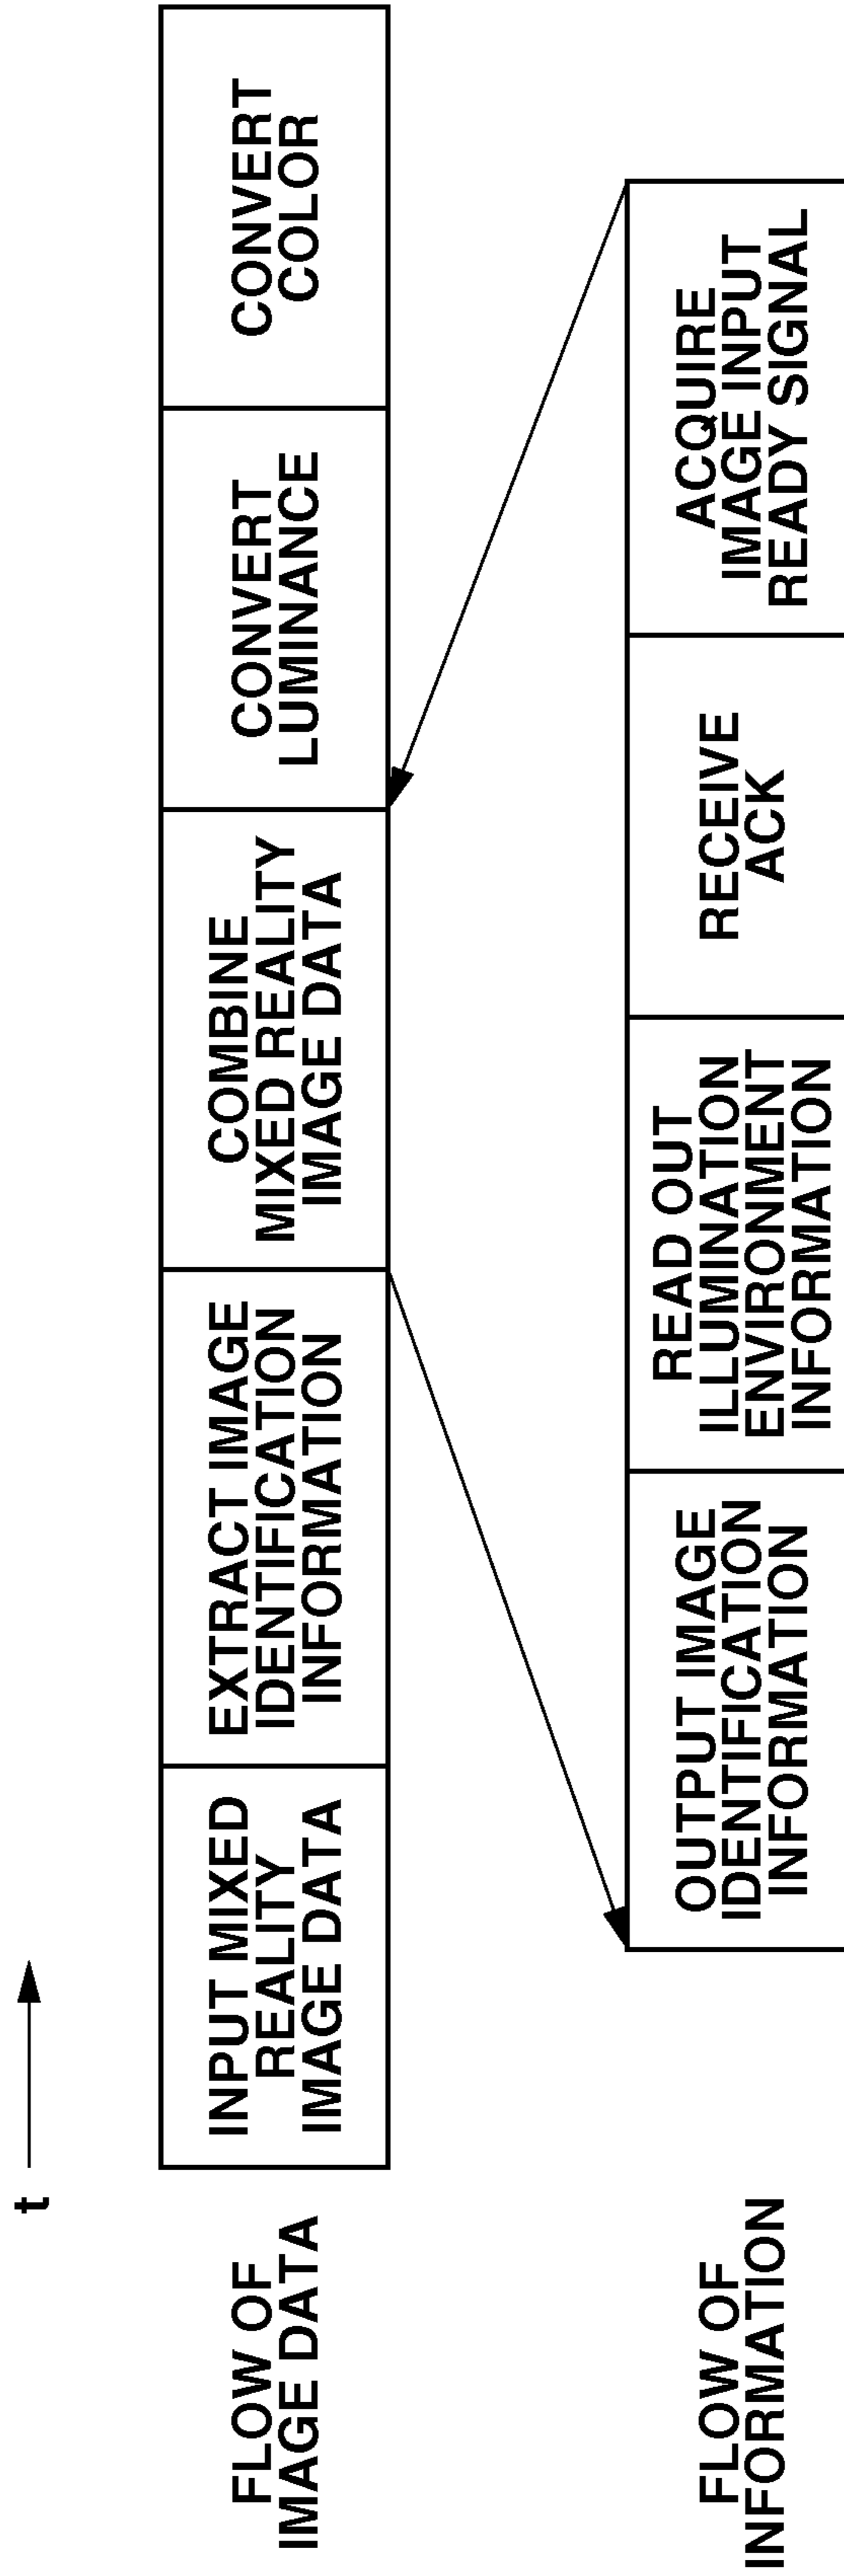 t
FLOW OF
IMAGE DATA
INPUT MIXED
REALITY
IMAGE DATA
EXTRACT IMAGE
IDENTIFICATION
INFORMATION
COMBINE
MIXED REALITY
IMAGE DATA
CONVERT
LUMINANCE
CONVERT
COLOR
FLOW OF
INFORMATION
OUTPUT IMAGE
IDENTIFICATION
INFORMATION
READ OUT
ILLUMINATION
ENVIRONMENT
INFORMATION
RECEIVE
ACK
ACQUIRE
IMAGE INPUT
READY SIGNAL